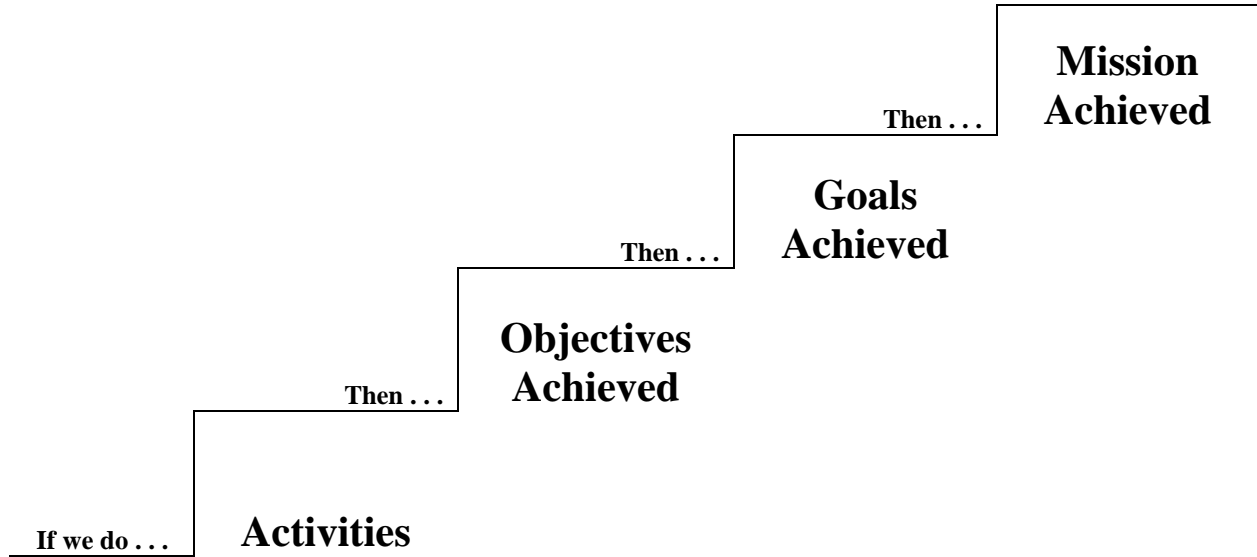 Mission
Achieved
Then . . .
Goals
Achieved
Then . . .
Objectives
Achieved
Then . . .
If we do . . .
Activities